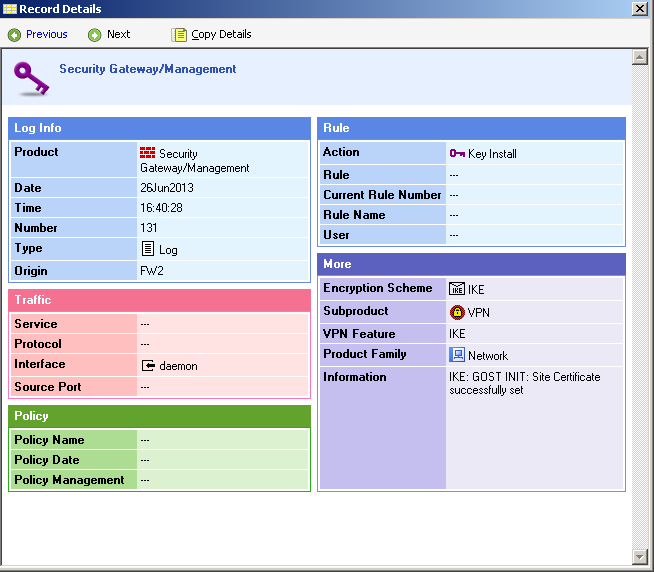 Record Details
Previous Next Copy Details
Security Gateway/Management
Log Info
Product Security
Gateway/Management
Date 26Jun2013
Time 16:40:28
Number 131
Type Log
Origin FW2
Traffic
Service ---
Protocol ---
Interface daemon
Source Port ---
Policy
Policy Name ---
Policy Date ---
Policy Management ---
Rule
Action Key Install
Rule ---
Current Rule Number ---
Rule Name ---
User ---
More
Encryption Scheme IKE IKE
Subproduct VPN
VPN Feature IKE
Product Family Network
Information IKE: GOST INIT: Site Certificate
successfully set